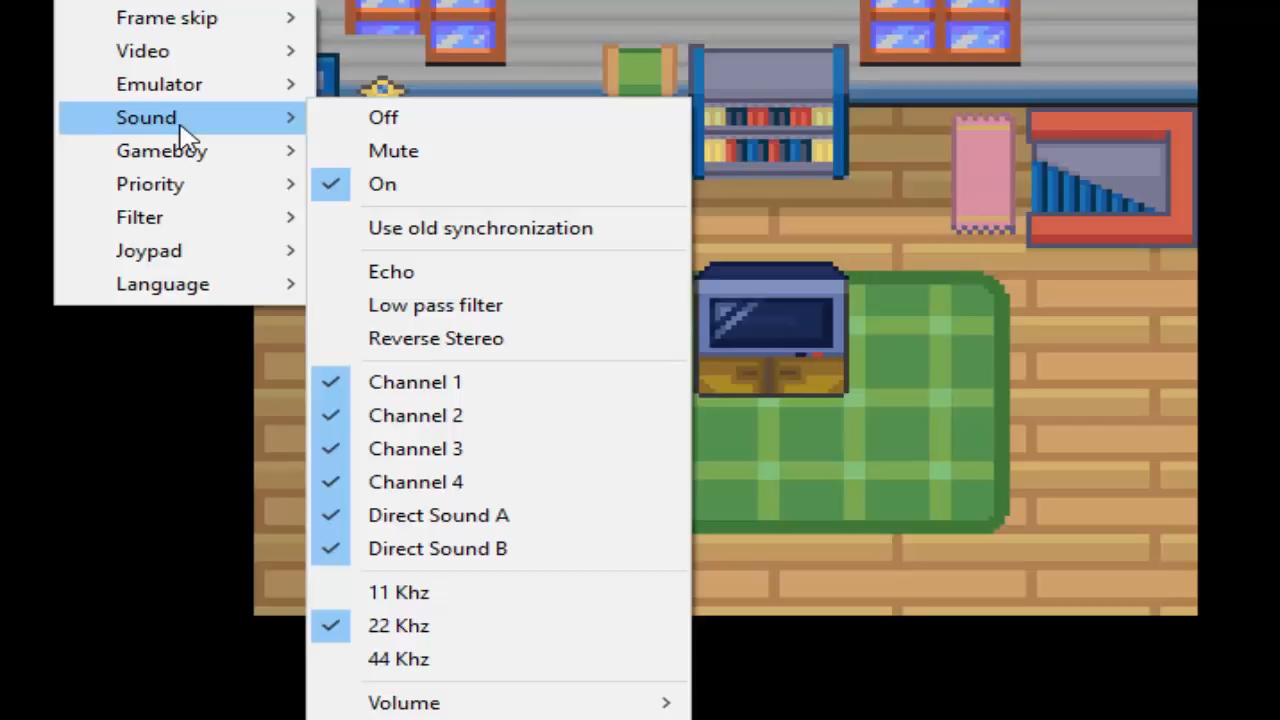 Frame skip
Video
Emulator
Sound
Gameboy
Priority
Filter
Joypad
Language
Off
Mute
On
Use old synchronization
Echo
Low pass filter
Reverse Stereo
Channel 1
Channel 2
Channel 3
Channel 4
Direct Sound A
Direct Sound B
11 Khz
22 Khz
44 Khz
Volume